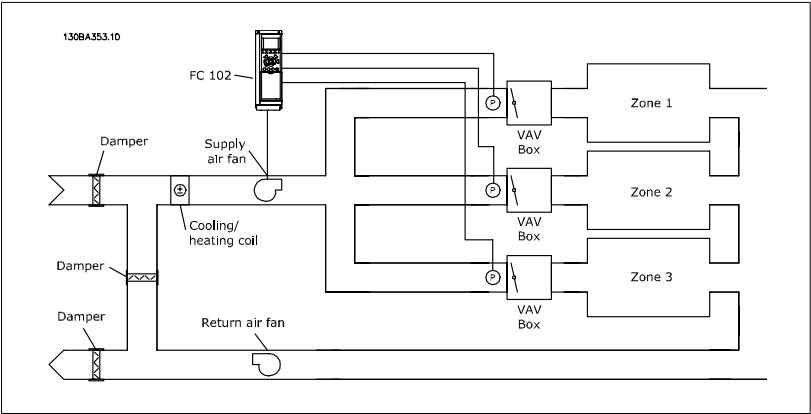 130BA353.10
FC 102
Damper
Supply
air fan
Cooling/
heating coil
Damper
Damper
Return air fan
P
VAV
Box
Zone 1
P
VAV
Box
Zone 2
P
VAV
Box
Zone 3